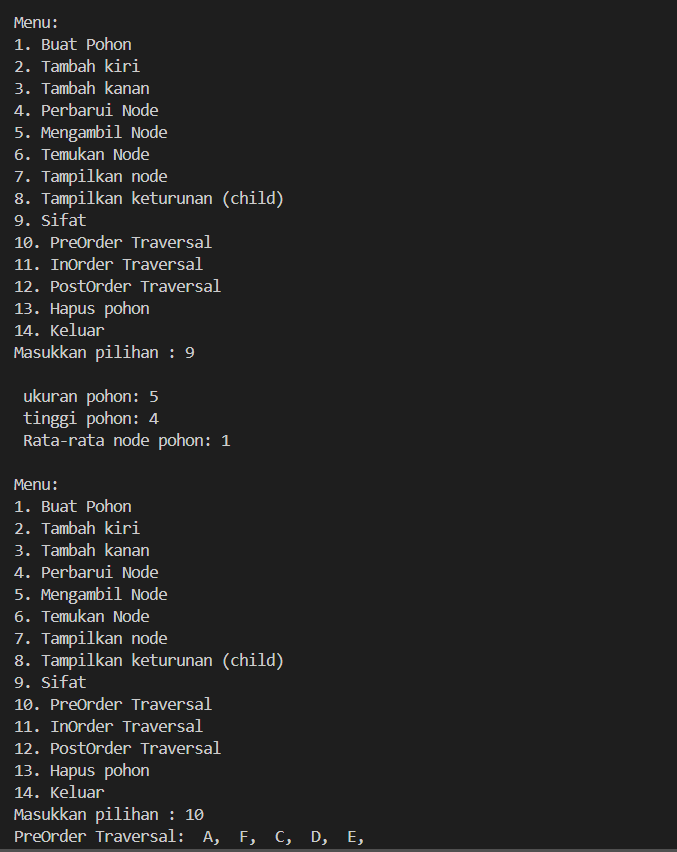 Menu:
1. Buat Pohon
2. Tambah kiri
3. Tambah kanan
4. Perbarui Node
5. Mengambil Node
6. Temukan Node
7. Tampilkan node
8. Tampilkan keturunan (child)
9. Sifat
10. PreOrder Traversal
11. InOrder Traversal
12. PostOrder Traversal
13. Hapus pohon
14. Keluar
Masukkan pilihan : 9
ukuran pohon: 5
tinggi pohon: 4
Rata-rata node pohon: 1
Menu:
1. Buat Pohon
2. Tambah kiri
3. Tambah kanan
4. Perbarui Node
5. Mengambil Node
6. Temukan Node
7. Tampilkan node
8. Tampilkan keturunan (child)
9. Sifat
10. PreOrder Traversal
11. InOrder Traversal
12. PostOrder Traversal
13. Hapus pohon
14. Keluar
Masukkan pilihan : 10
PreOrder Traversal:  A,  F,  C,  D,  E,